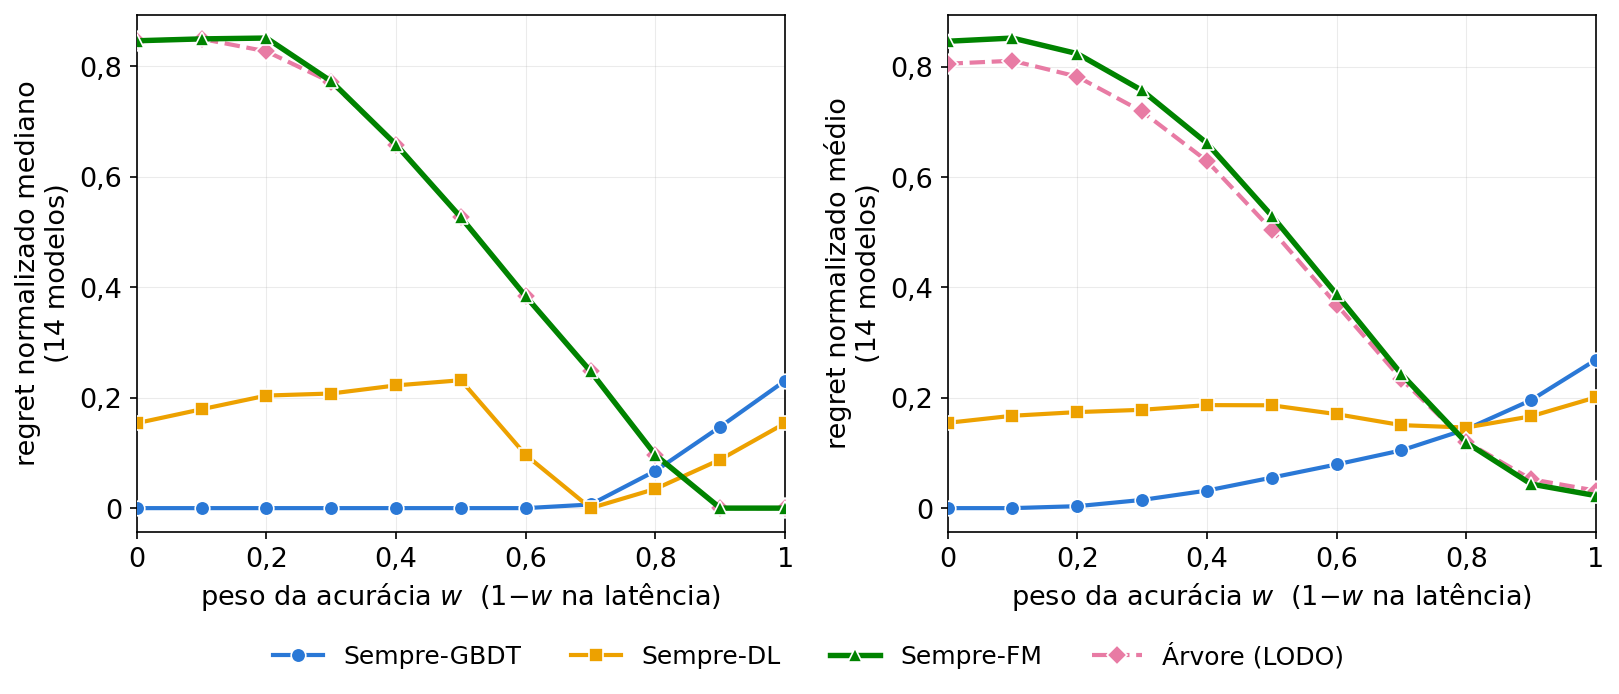 regret normalizado mediano
(14 modelos)
0,8
0,6
0,4
0,2
0
0
0,2
0,4
0,6
0,8
1
peso da acurácia w (1−w na latência)
regret normalizado médio
(14 modelos)
0,8
0,6
0,4
0,2
0
0
0,2
0,4
0,6
0,8
1
peso da acurácia w (1−w na latência)
Sempre-GBDT
Sempre-DL
Sempre-FM
Árvore (LODO)